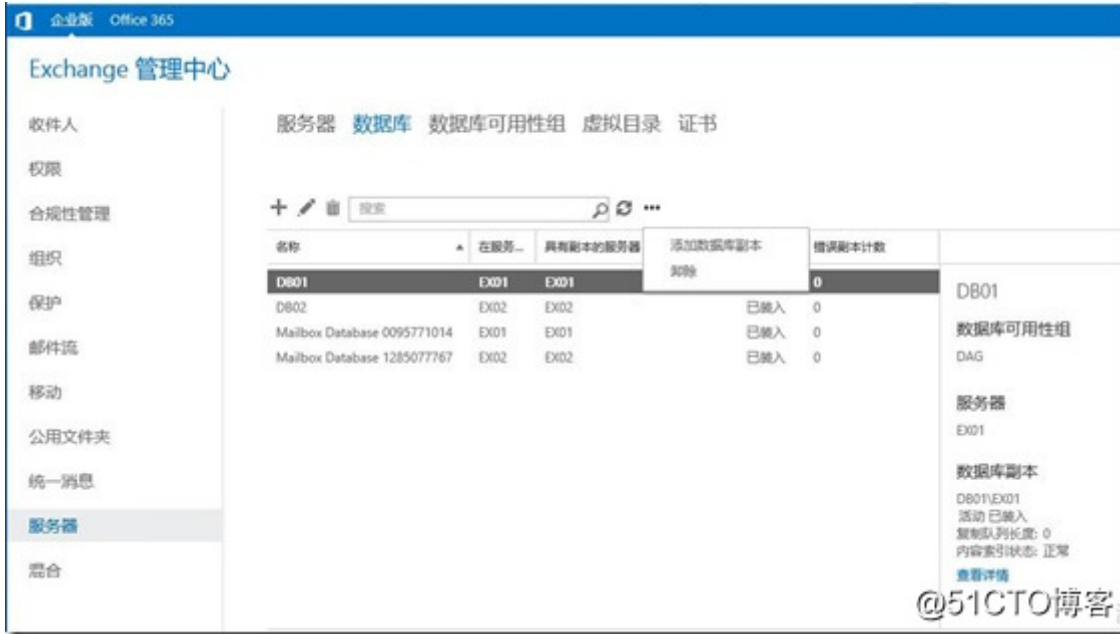 企业版 Office 365
Exchange 管理中心
收件人
权限
合规性管理
组织
保护
邮件流
移动
公用文件夹
统一消息
服务器
混合
服务器 数据库 数据库可用性组 虚拟目录 证书
搜索
添加数据库副本
卸除
名称 在服务... 具有副本的服务器 错误副本计数
DB01 EX01 EX01 0
DB02 EX02 EX02 已装入 0
Mailbox Database 0095771014 EX01 EX01 已装入 0
Mailbox Database 1285077767 EX02 EX02 已装入 0
DB01
数据库可用性组
DAG
服务器
EX01
数据库副本
DB01\EX01
活动 已装入
复制队列长度: 0
内容索引状态: 正常
查看详情
@51CTO博客